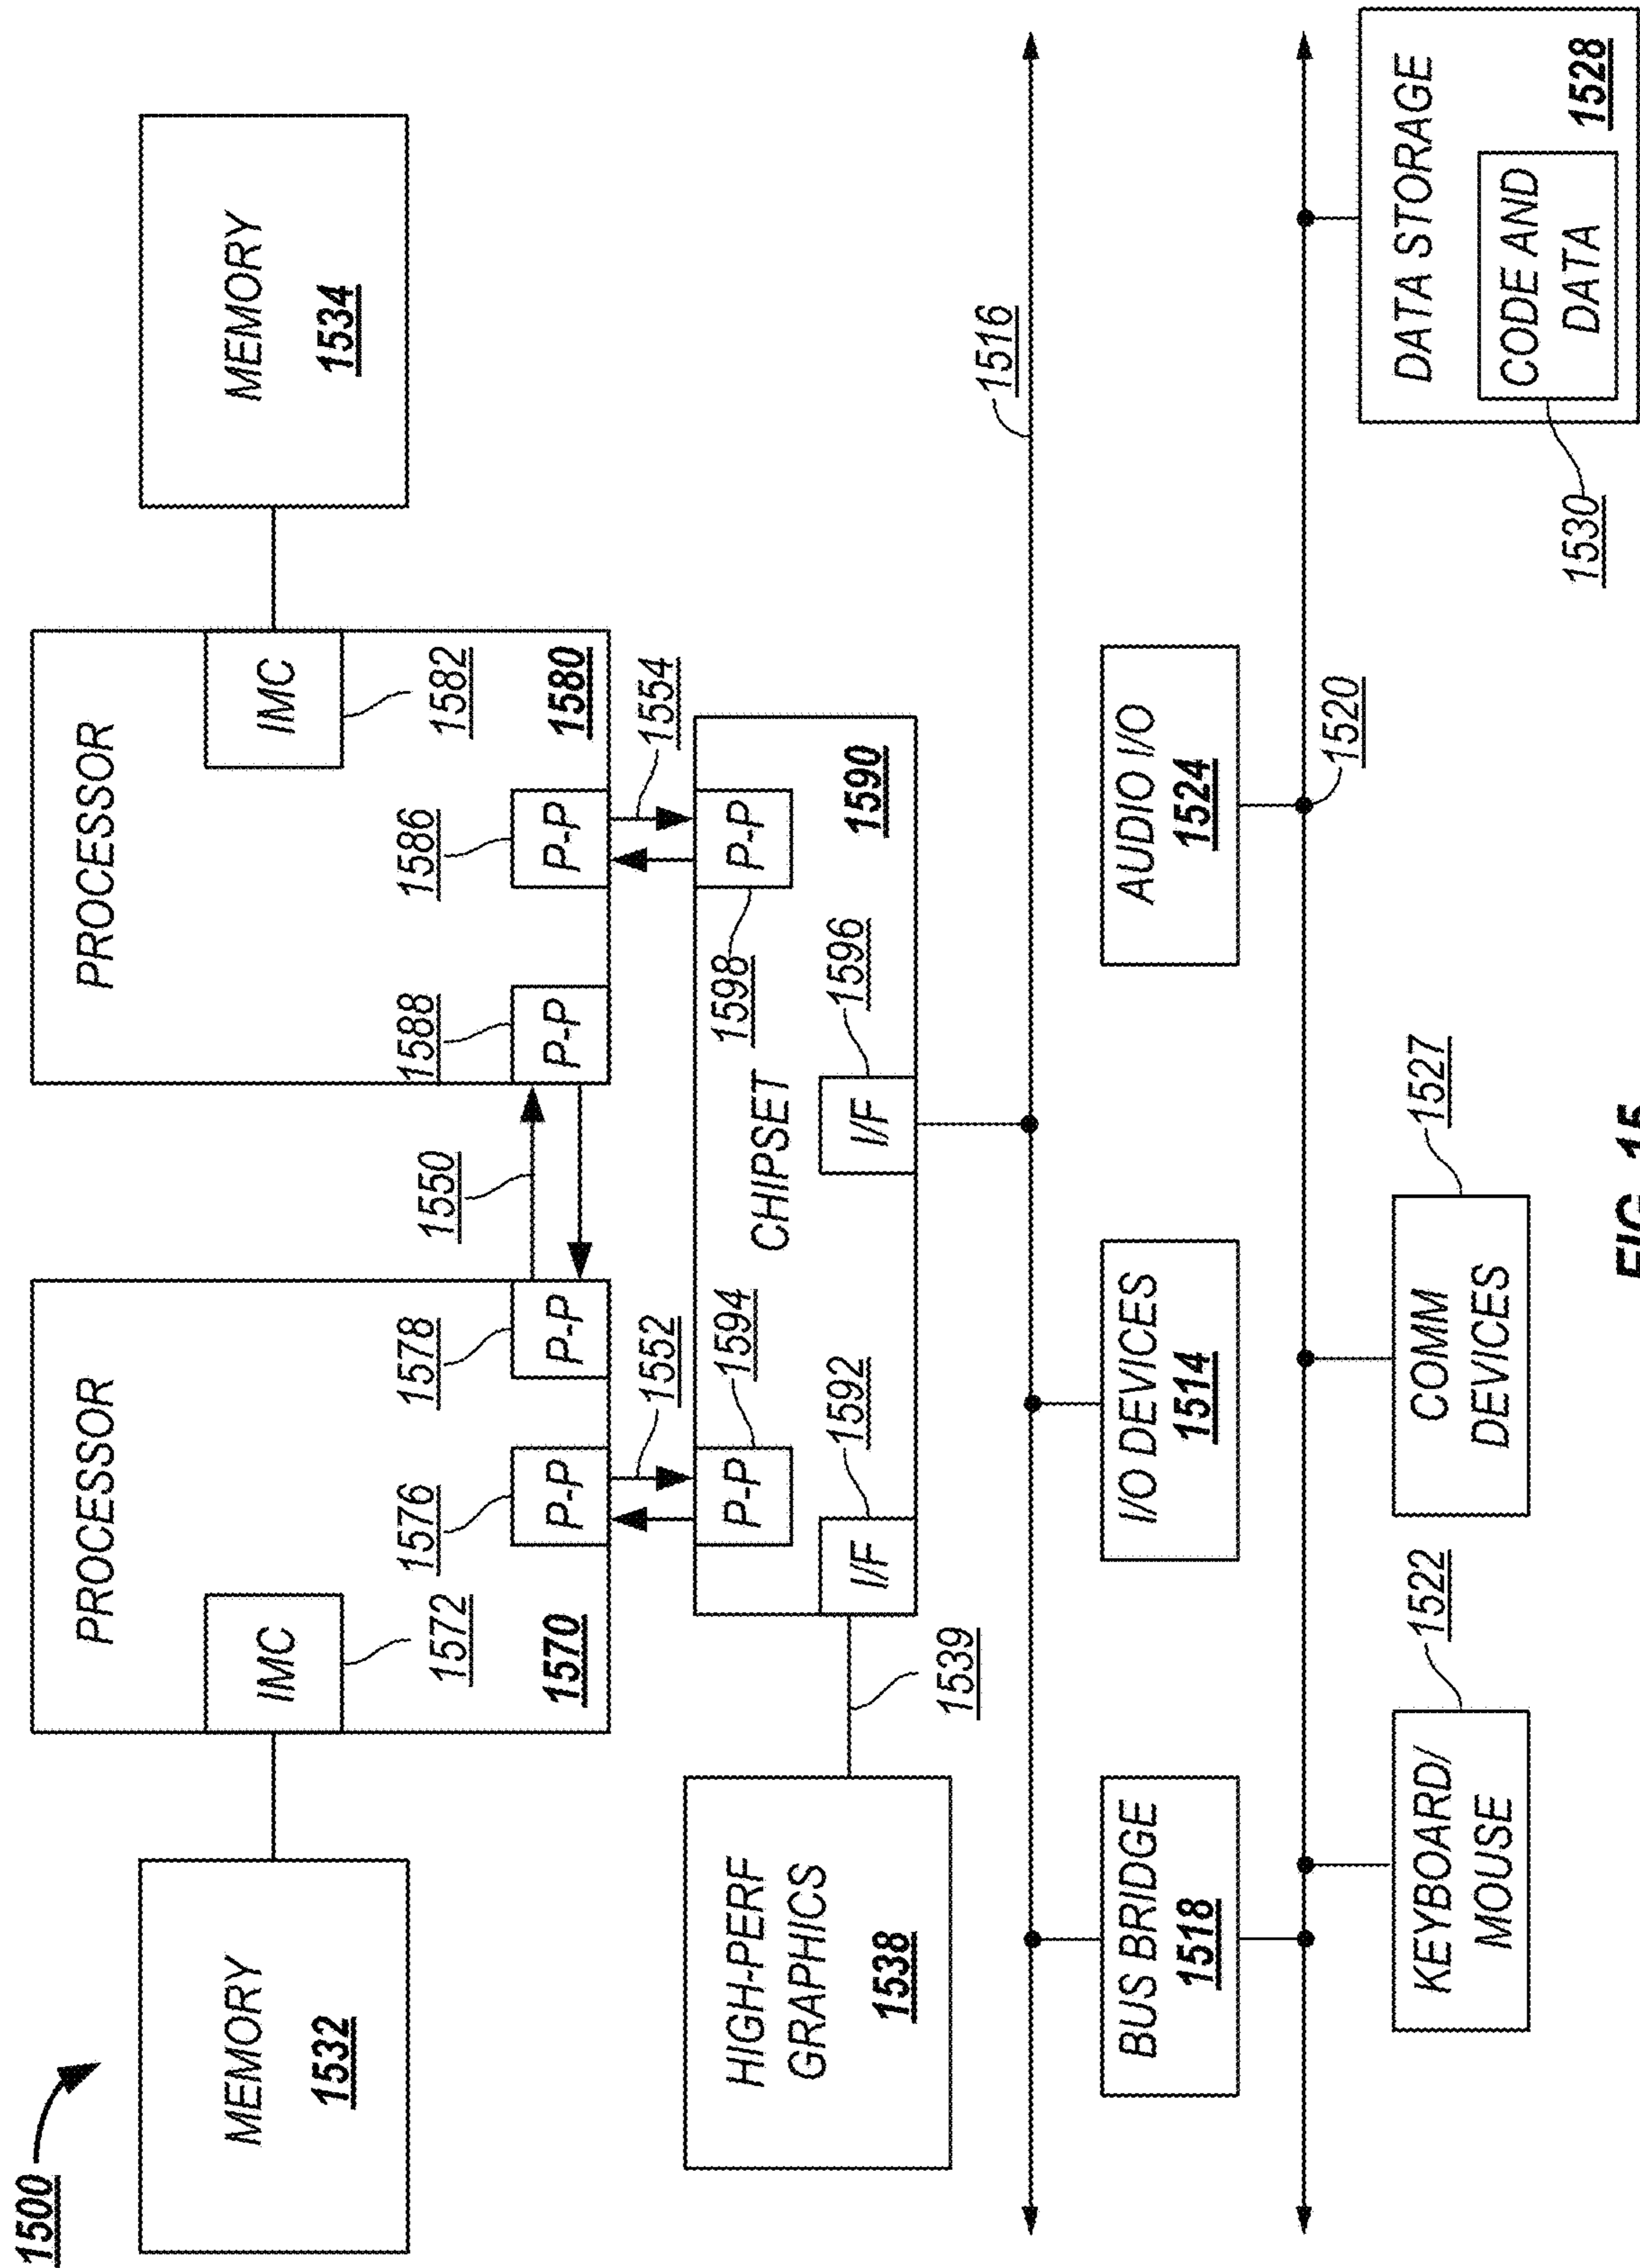 1500
MEMORY
1532
PROCESSOR
IMC
1572
1570
1576
P-P
1578
P-P
1550
PROCESSOR
1588
P-P
1586
P-P
IMC
1582
1580
MEMORY
1534
1552
1554
HIGH-PERF
GRAPHICS
1538
1539
P-P
1594
I/F
1592
CHIPSET
P-P
1598
I/F
1596
1590
1516
BUS BRIDGE
1518
I/O DEVICES
1514
AUDIO I/O
1524
1520
KEYBOARD/
MOUSE
1522
COMM
DEVICES
1527
DATA STORAGE
CODE AND
DATA
1528
1530
FIG. 15